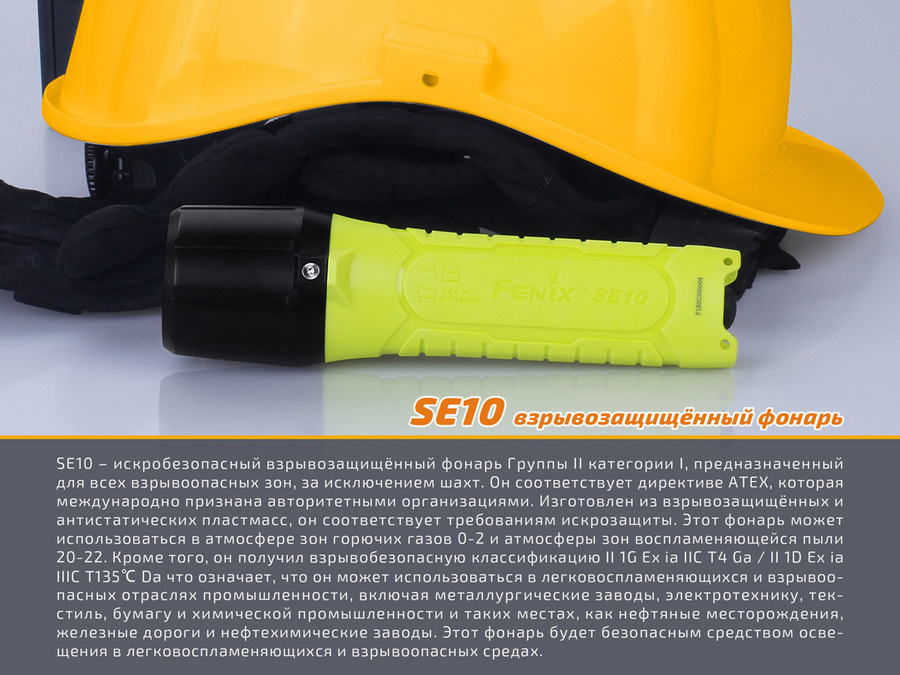 FENIX™ SE10
SE10 взрывозащищённый фонарь
SE10 – искробезопасный взрывозащищённый фонарь Группы II категории I, предназначенный
для всех взрывоопасных зон, за исключением шахт. Он соответствует директиве ATEX, которая
международно признана авторитетными организациями. Изготовлен из взрывозащищённых и
антистатических пластмасс, он соответствует требованиям искрозащиты. Этот фонарь может
использоваться в атмосфере зон горючих газов 0-2 и атмосферы зон воспламеняющейся пыли
20-22. Кроме того, он получил взрывобезопасную классификацию II 1G Ex ia IIC T4 Ga / II 1D Ex ia
IIIC T135℃ Da что означает, что он может использоваться в легковоспламеняющихся и взрывоо-
пасных отраслях промышленности, включая металлургические заводы, электротехнику, тек-
стиль, бумагу и химической промышленности и таких местах, как нефтяные месторождения,
железные дороги и нефтехимические заводы. Этот фонарь будет безопасным средством осве-
щения в легковоспламеняющихся и взрывоопасных средах.